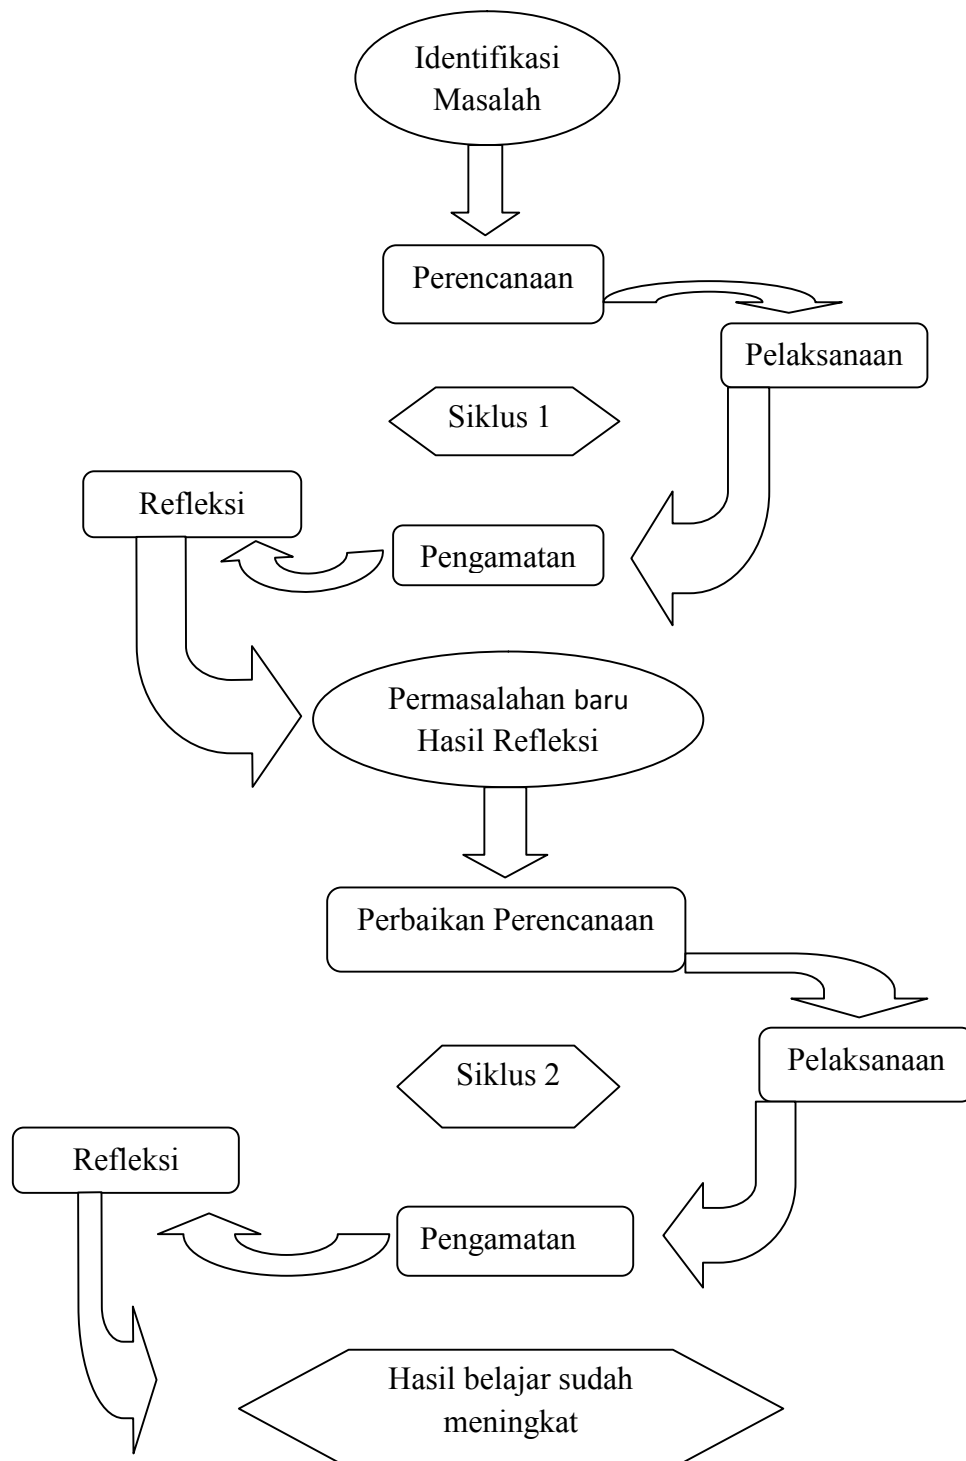 Identifikasi
Masalah
Perencanaan
Pelaksanaan
Siklus 1
Refleksi
Pengamatan
Permasalahan baru
Hasil Refleksi
Perbaikan Perencanaan
Pelaksanaan
Siklus 2
Refleksi
Pengamatan
Hasil belajar sudah
meningkat